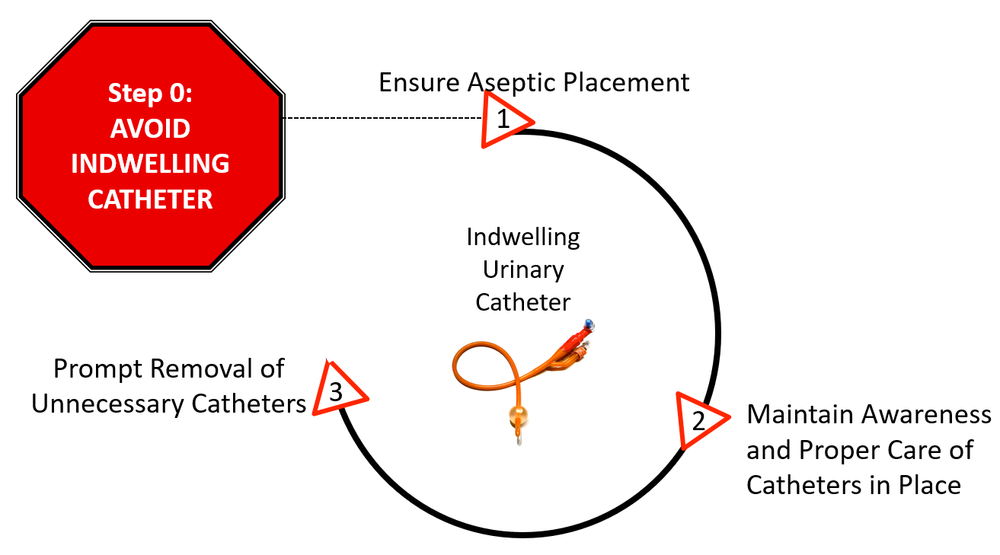 Step 0:
AVOID
INDWELLING
CATHETER
Ensure Aseptic Placement
1
Indwelling
Urinary
Catheter
2
Maintain Awareness
and Proper Care of
Catheters in Place
Prompt Removal of
Unnecessary Catheters
3